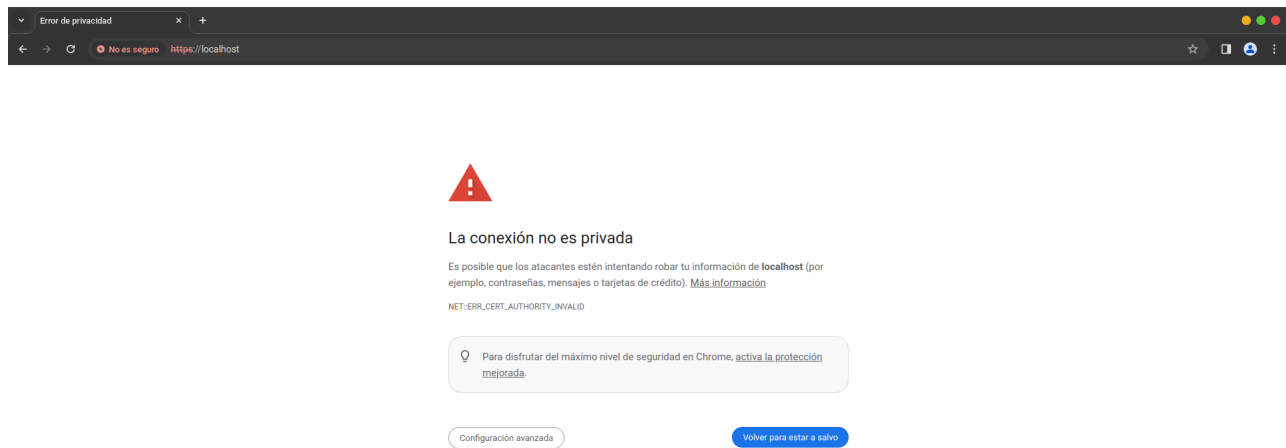 Error de privacidad
No es seguro https://localhost
La conexión no es privada
Es posible que los atacantes estén intentando robar tu información de localhost (por
ejemplo, contraseñas, mensajes o tarjetas de crédito). Más información
NET::ERR_CERT_AUTHORITY_INVALID
Para disfrutar del máximo nivel de seguridad en Chrome, activa la protección
mejorada.
Configuración avanzada Volver para estar a salvo